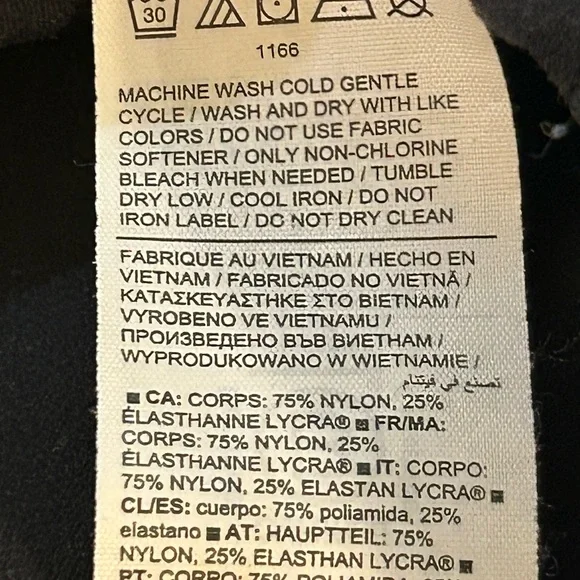 30
1166
MACHINE WASH COLD GENTLE
CYCLE / WASH AND DRY WITH LIKE
COLORS / DO NOT USE FABRIC
SOFTENER / ONLY NON-CHLORINE
BLEACH WHEN NEEDED / TUMBLE
DRY LOW / COOL IRON / DO NOT
IRON LABEL / DO NOT DRY CLEAN
FABRIQUE AU VIETNAM / HECHO EN
VIETNAM / FABRICADO NO VIETNÃ /
ΚΑΤΑΣΚΕΥΑΣΤΗΚΕ ΣΤΟ ΒΙΕΤΝΑΜ /
VYROBENO VE VIETNAMU /
ПРОИЗВЕДЕНО ВЪВ ВИЕТНАМ /
WYPRODUKOWANO W WIETNAMIE /
تصنع في فيتنام
■ CA: CORPS: 75% NYLON, 25%
ÉLASTHANNE LYCRA® ■ FR/MA:
CORPS: 75% NYLON, 25%
ÉLASTHANNE LYCRA® ■ IT: CORPO:
75% NYLON, 25% ELASTAN LYCRA® ■
CL/ES: cuerpo: 75% poliamida, 25%
elastano ■ AT: HAUPTTEIL: 75%
NYLON, 25% ELASTHAN LYCRA® ■
PT: CORPO: 75% POLIAMIDA